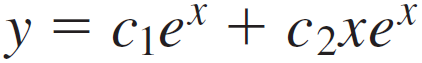 y = c₁eˣ + c₂xeˣ